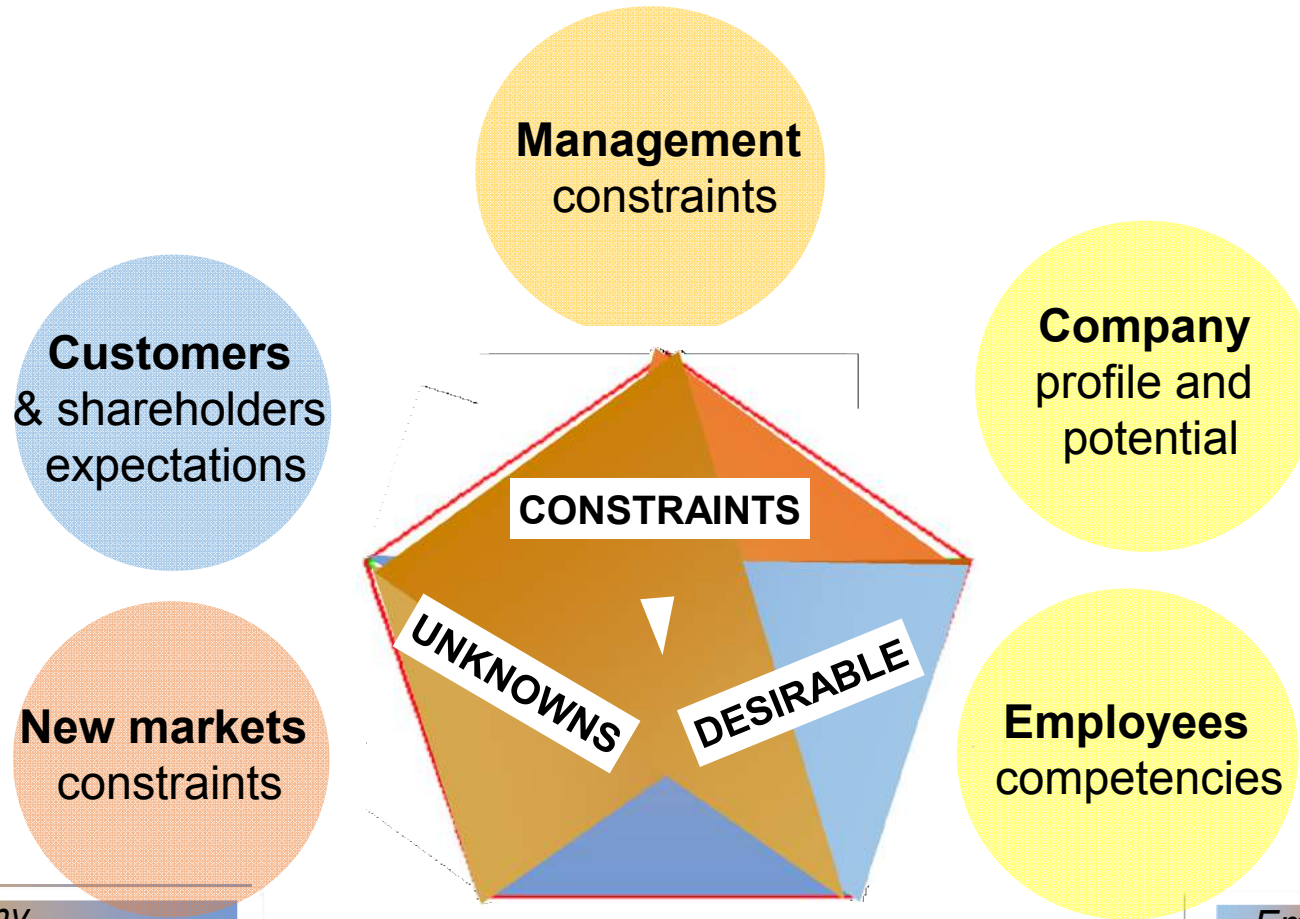 Management
constraints
Customers
& shareholders
expectations
Company
profile and
potential
CONSTRAINTS
UNKNOWNS
DESIRABLE
New markets
constraints
Employees
competencies